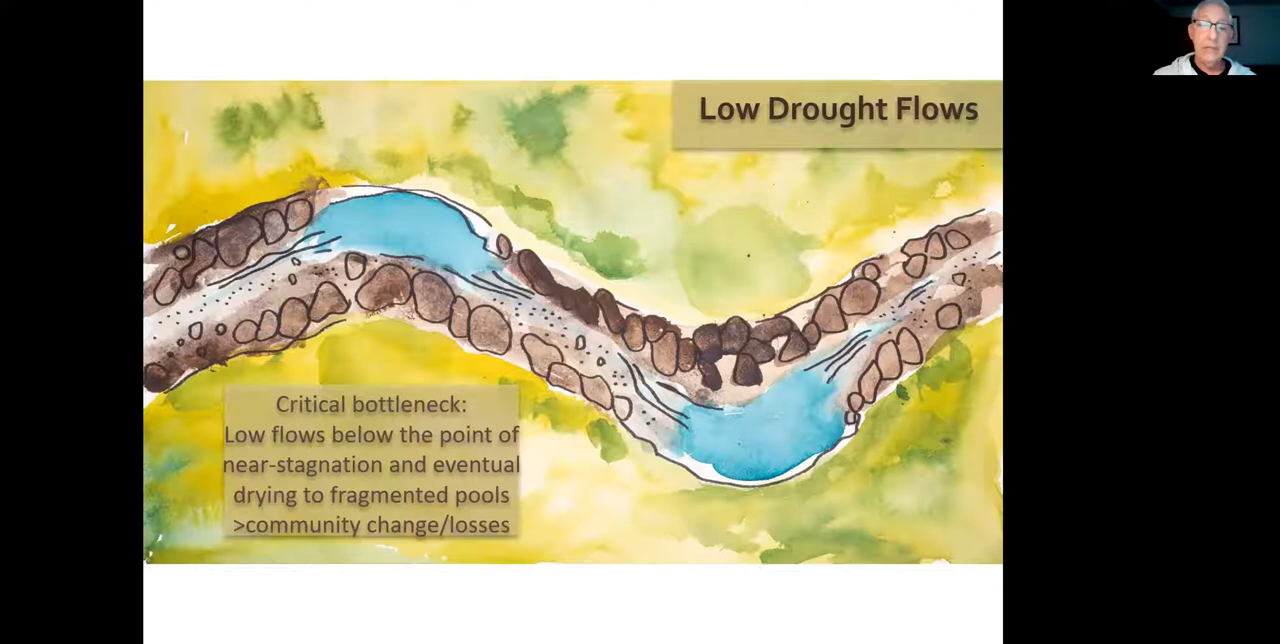 Low Drought Flows
Critical bottleneck:
Low flows below the point of
near-stagnation and eventual
drying to fragmented pools
>community change/losses